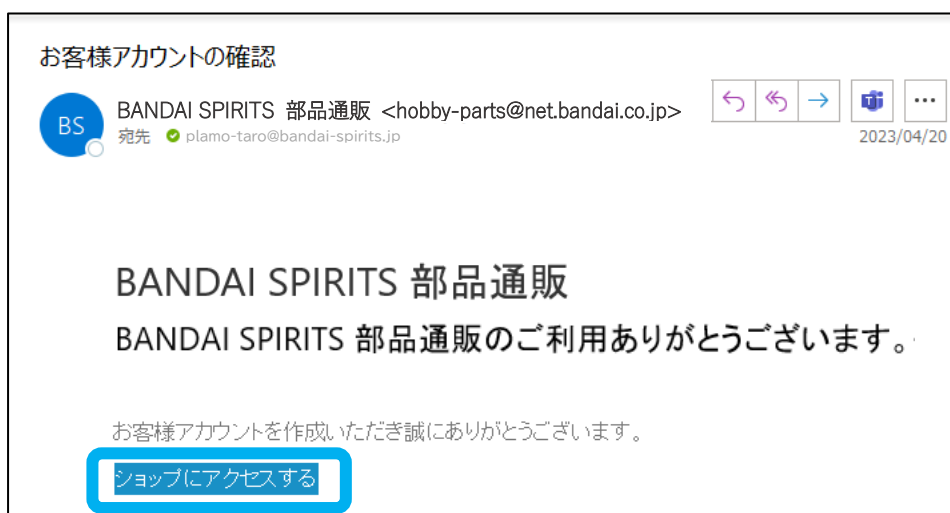 お客様アカウントの確認
BS
BANDAI SPIRITS 部品通販 <hobby-parts@net.bandai.co.jp>
宛先 plamo-taro@bandai-spirits.jp
2023/04/20
BANDAI SPIRITS 部品通販
BANDAI SPIRITS 部品通販のご利用ありがとうございます。
お客様アカウントを作成いただき誠にありがとうございます。
ショップにアクセスする